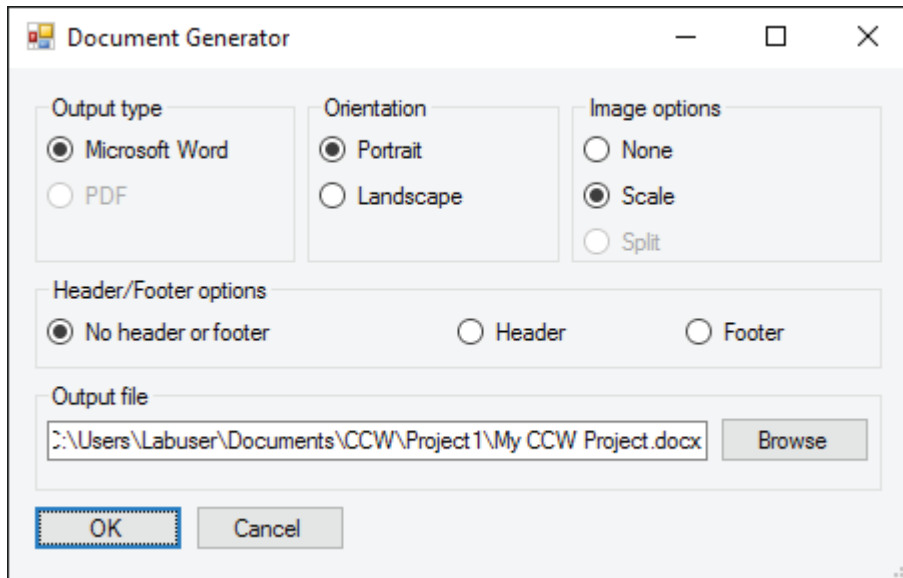 Document Generator
Output type
Orientation
Image options
Microsoft Word
Portrait
None
PDF
Landscape
Scale
Split
Header/Footer options
No header or footer
Header
Footer
Output file
C:\Users\Labuser\Documents\CCW\Project1\My CCW Project.docx
Browse
OK
Cancel